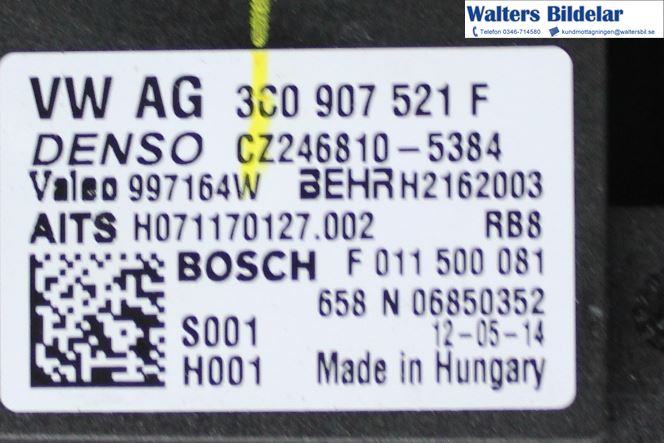 Walters Bildelar
Telefon 0346-714580 kundmottagningen@waltersbil.se
VW AG 3C0 907 521 F
DENSO CZ246810-5384
Valeo 997164W BEHR H2162003
AITS H071170127.002 RB8
BOSCH F 011 500 081
658 N 06850352
S001 12-05-14
H001 Made in Hungary